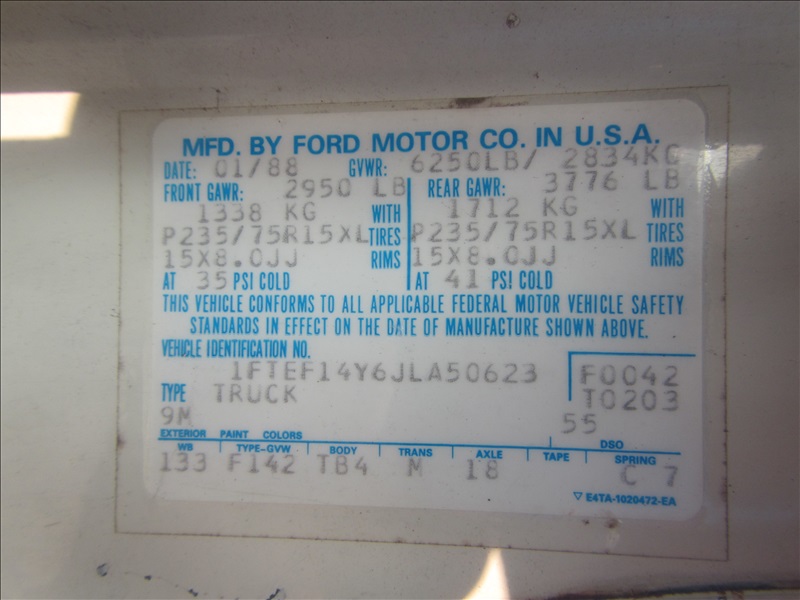 MFD. BY FORD MOTOR CO. IN U.S.A.
DATE: 01/88 GVWR: 6250LB/ 2834KG
FRONT GAWR: 2950 LB REAR GAWR: 3776 LB
1338 KG WITH 1712 KG WITH
P235/75R15XL TIRES P235/75R15XL TIRES
15X8.0JJ RIMS 15X8.0JJ RIMS
AT 35 PSI COLD AT 41 PSI COLD
THIS VEHICLE CONFORMS TO ALL APPLICABLE FEDERAL MOTOR VEHICLE SAFETY
STANDARDS IN EFFECT ON THE DATE OF MANUFACTURE SHOWN ABOVE.
VEHICLE IDENTIFICATION NO.
1FTEF14Y6JLA50623 F0042
TYPE TRUCK T0203
9M 55
EXTERIOR PAINT COLORS DSO
WB TYPE-GVW BODY TRANS AXLE TAPE SPRING
133 F142 TB4 M 18 C 7
▽ E4TA-1020472-EA